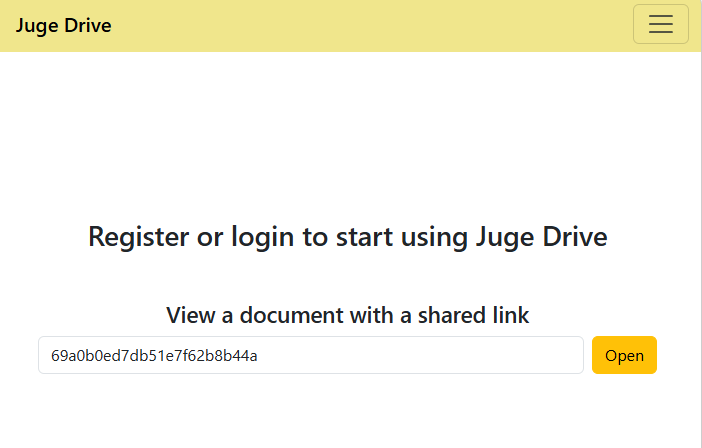 Juge Drive
Register or login to start using Juge Drive
View a document with a shared link
69a0b0ed7db51e7f62b8b44a
Open